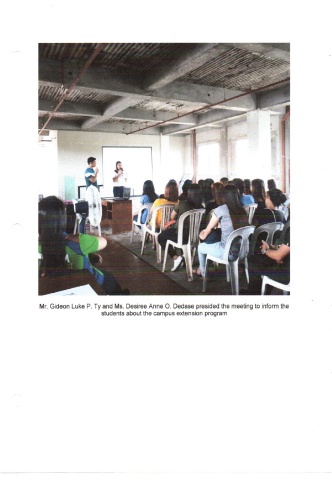 Mr. Gideon Luke P. Ty and Ms. Desiree Anne O. Dedase presided the meeting to inform the
students about the campus extension program